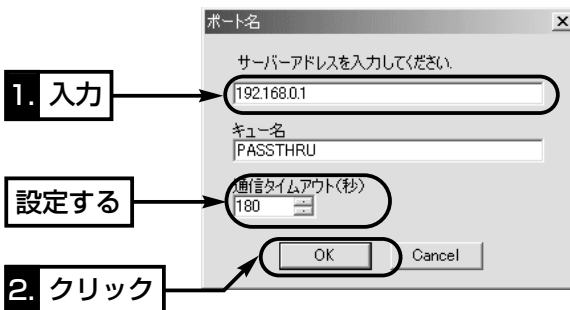 ポート名
サーバーアドレスを入力してください.
1. 入力
192.168.0.1
キュー名
PASSTHRU
設定する
通信タイムアウト(秒)
180
OK
Cancel
2. クリック